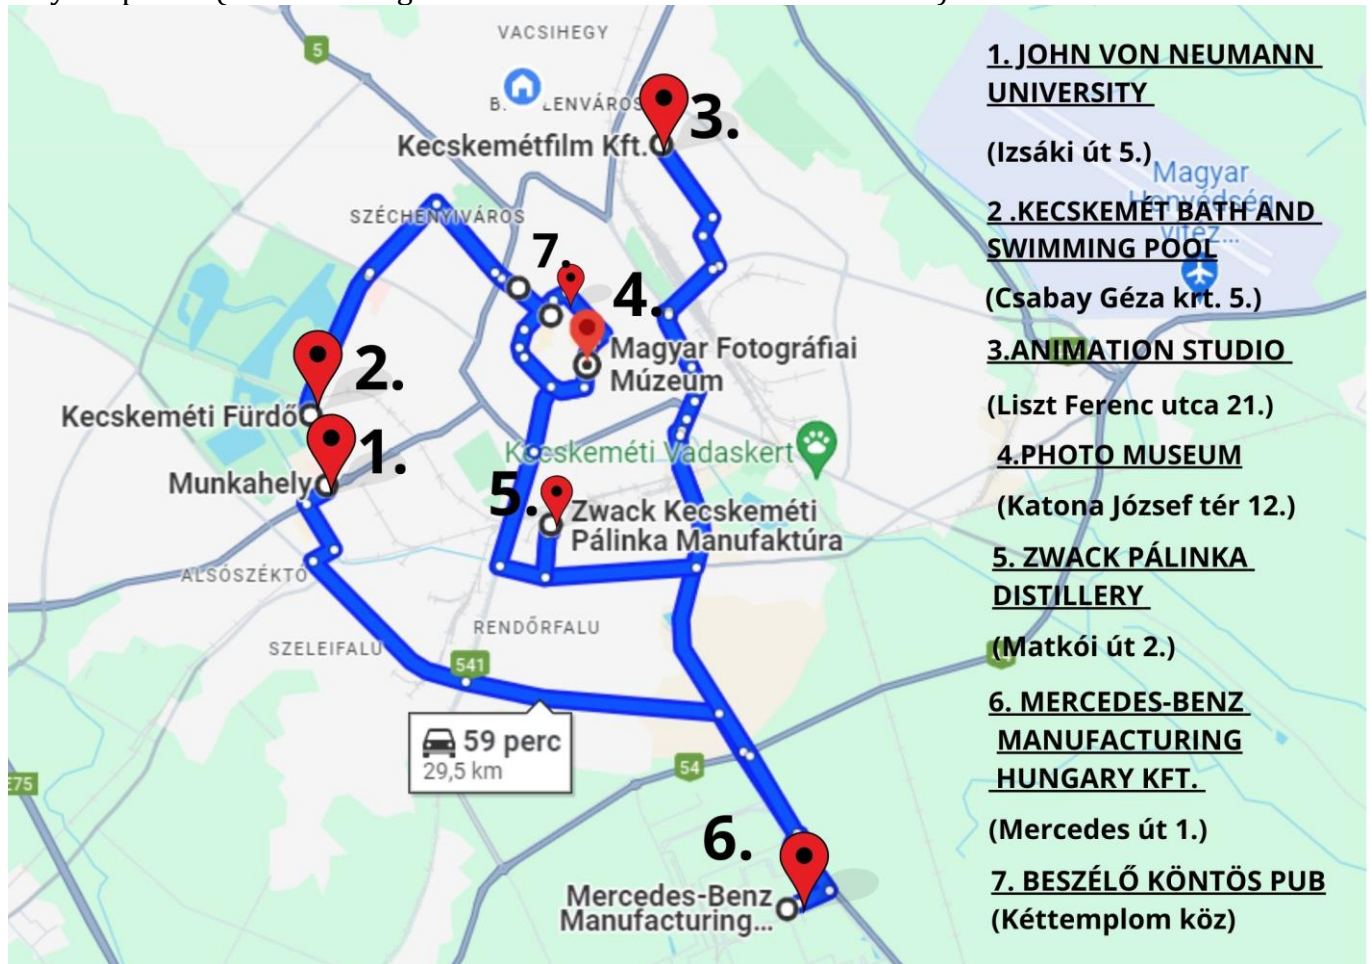 5
VACSIHEGY
3.
Kecskemétfilm Kft.
SZÉCHENYIVÁROS
7.
4.
Magyar Fotográfiai
Múzeum
2.
Kecskeméti Fürdő
1.
Munkahely
Kecskeméti Vadaskert
5.
Zwack Kecskeméti
Pálinka Manufaktúra
ALSÓSZÉKTÓ
RENDŐRFALU
SZELEIFALU
541
59 perc
29,5 km
54
E75
6.
Mercedes-Benz
Manufacturing...
1. JOHN VON NEUMANN
UNIVERSITY
(Izsáki út 5.)
Magyar
Honvédség
vitéz...
2 .KECSKEMÉT BATH AND
SWIMMING POOL
(Csabay Géza krt. 5.)
3.ANIMATION STUDIO
(Liszt Ferenc utca 21.)
4.PHOTO MUSEUM
(Katona József tér 12.)
5. ZWACK PÁLINKA
DISTILLERY
(Matkói út 2.)
6. MERCEDES-BENZ
MANUFACTURING
HUNGARY KFT.
(Mercedes út 1.)
7. BESZÉLŐ KÖNTÖS PUB
(Kéttemplom köz)